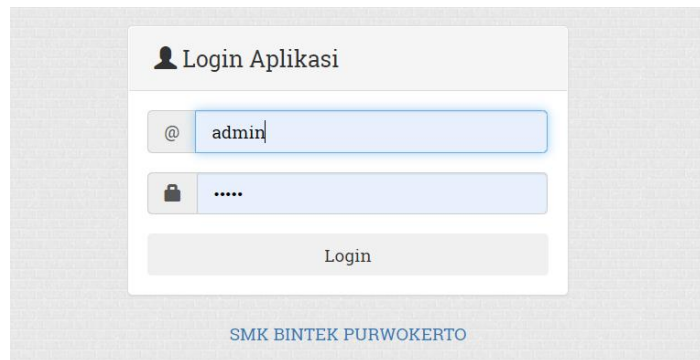 Login Aplikasi
@ admin
•••••
Login
SMK BINTEK PURWOKERTO